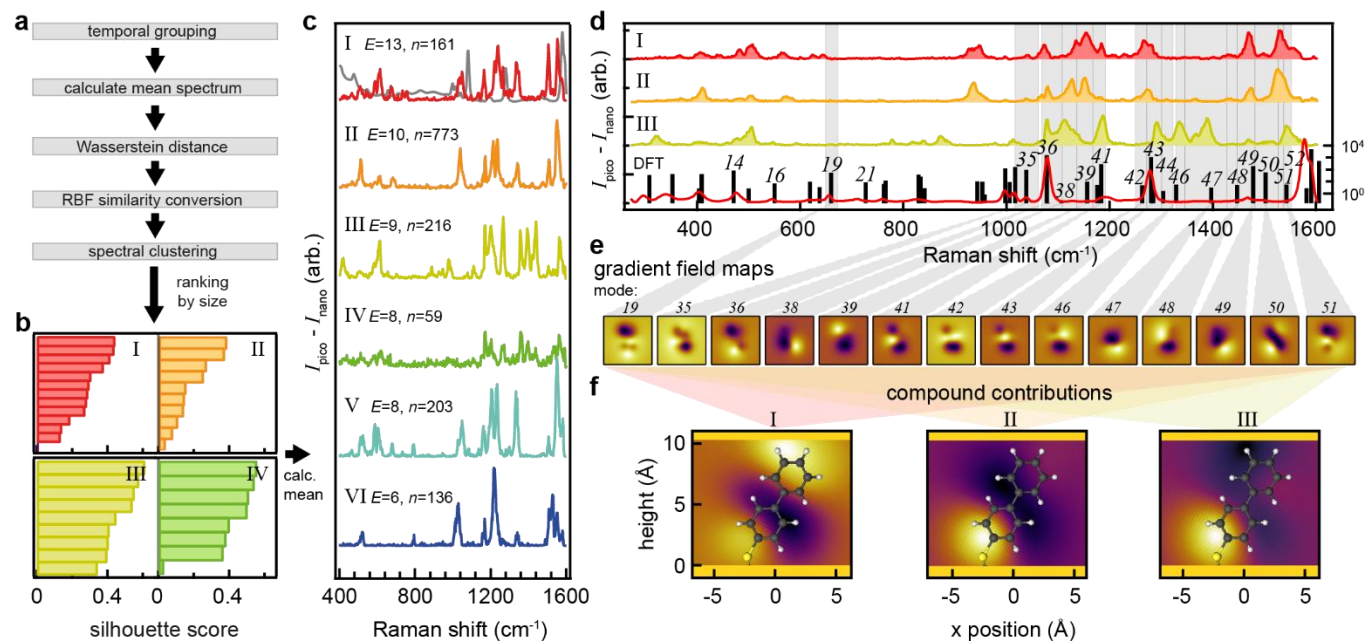 a
temporal grouping
calculate mean spectrum
Wasserstein distance
RBF similarity conversion
spectral clustering
ranking
by size
b
I
II
III
IV
0
0.4
0
0.4
silhouette score
calc.
mean
c
I E=13, n=161
II E=10, n=773
III E=9, n=216
IV E=8, n=59
V E=8, n=203
VI E=6, n=136
Ipico - Inano (arb.)
400
800
1200
1600
Raman shift (cm-1)
d
I
II
III
DFT
14
16
19
21
35
36
38
39
41
42
43
44
46
47
48
49
50
51
52
10⁴
10⁰
Ipico - Inano (arb.)
400
600
800
1000
1200
1400
1600
Raman shift (cm-1)
e
gradient field maps
mode:
19
35
36
38
39
41
42
43
46
47
48
49
50
51
f
compound contributions
I
II
III
10
5
0
height (Å)
-5
0
5
-5
0
5
-5
0
5
x position (Å)